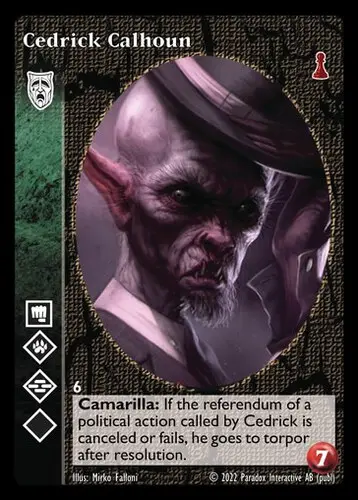 Cedrick Calhoun
6
Camarilla: If the referendum of a
political action called by Cedrick is
canceled or fails, he goes to torpor
after resolution.
7
Illus: Mirko Failoni © 2022 Paradox Interactive AB (publ)